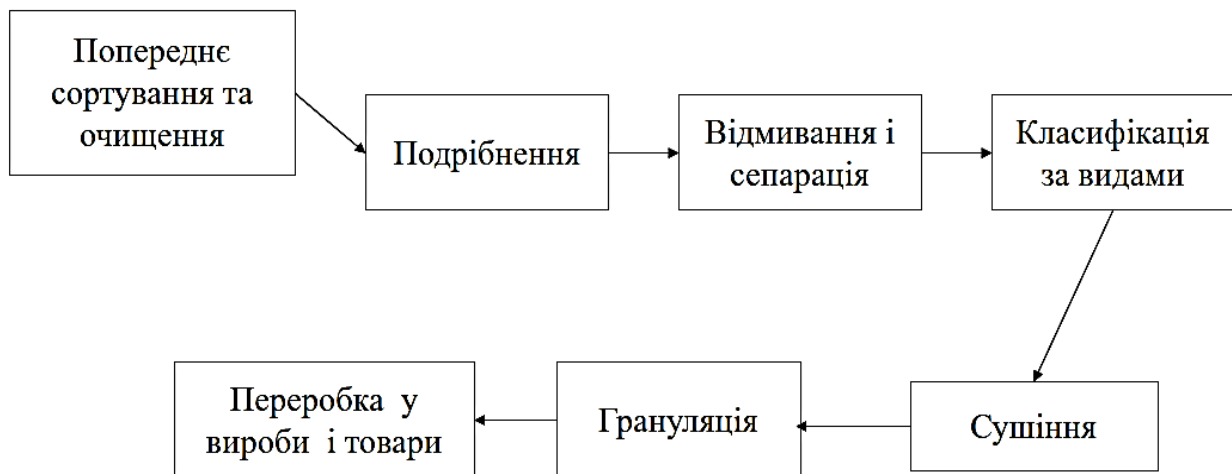 Попереднє
сортування та
очищення
Подрібнення
Відмивання і
сепарація
Класифікація
за видами
Сушіння
Грануляція
Переробка у
вироби і товари